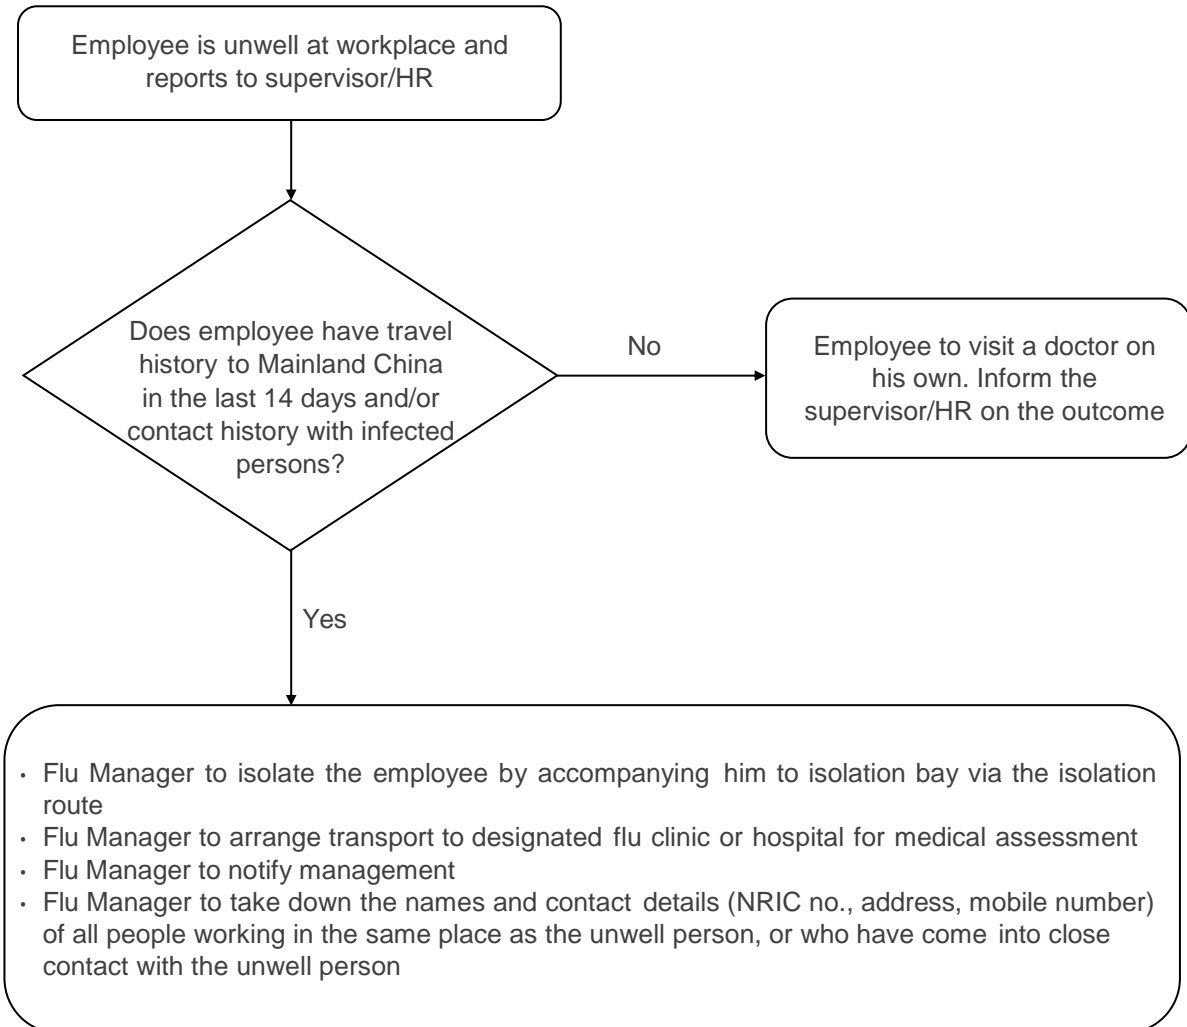 Employee is unwell at workplace and
reports to supervisor/HR
Does employee have travel
history to Mainland China
in the last 14 days and/or
contact history with infected
persons?
No
Employee to visit a doctor on
his own. Inform the
supervisor/HR on the outcome
Yes
• Flu Manager to isolate the employee by accompanying him to isolation bay via the isolation
route
• Flu Manager to arrange transport to designated flu clinic or hospital for medical assessment
• Flu Manager to notify management
• Flu Manager to take down the names and contact details (NRIC no., address, mobile number)
of all people working in the same place as the unwell person, or who have come into close
contact with the unwell person